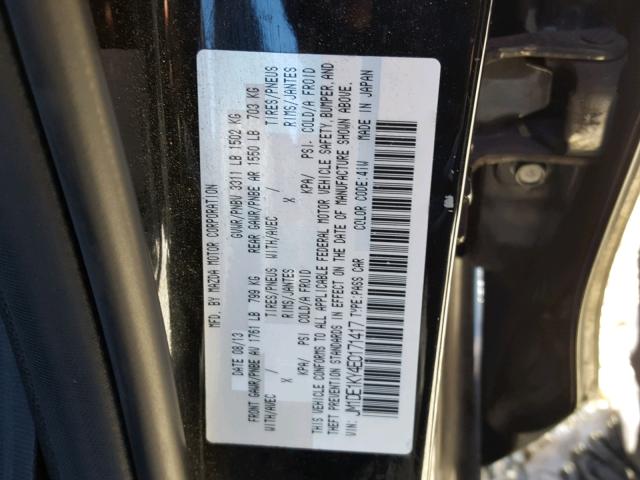 MFD. BY MAZDA MOTOR CORPORATION
DATE 08/13 GVWR/PNBV 3311 LB 1502 KG
FRONT GAWR/PNBE AV 1761 LB 799 KG REAR GAWR/PNBE AR 1550 LB 703 KG
WITH/AVEC / TIRES/PNEUS WITH/AVEC / TIRES/PNEUS
X RIMS/JANTES X RIMS/JANTES
KPA/ PSI COLD/A FROID KPA/ PSI- COLD/A FROID
THIS VEHICLE CONFORMS TO ALL APPLICABLE FEDERAL MOTOR VEHICLE SAFETY,BUMPER,AND
THEFT PREVENTION STANDARDS IN EFFECT ON THE DATE OF MANUFACTURE SHOWN ABOVE.
VIN: JM1DE1KY4E0171417 TYPE:PASS CAR COLOR CODE:41W MADE IN JAPAN